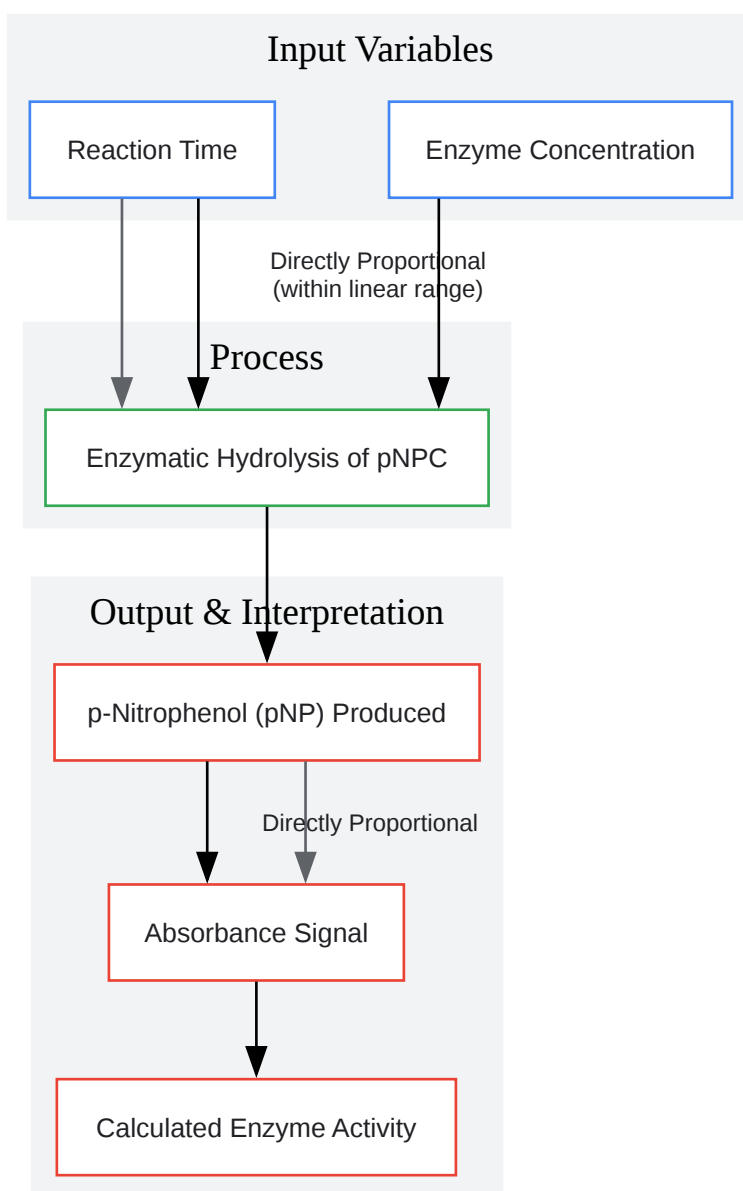 Input Variables
Reaction Time
Enzyme Concentration
Directly Proportional
(within linear range)
Process
Enzymatic Hydrolysis of pNPC
Output & Interpretation
p-Nitrophenol (pNP) Produced
Directly Proportional
Absorbance Signal
Calculated Enzyme Activity